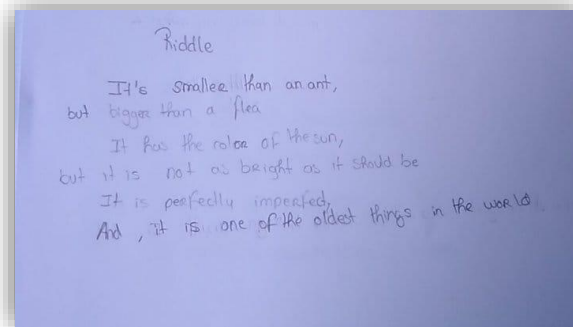 Riddle
It's smaller than an ant,
but bigger than a flea
It has the color of the sun,
but it is not as bright as it should be
It is perfectly imperfect,
And, it is one of the oldest things in the world